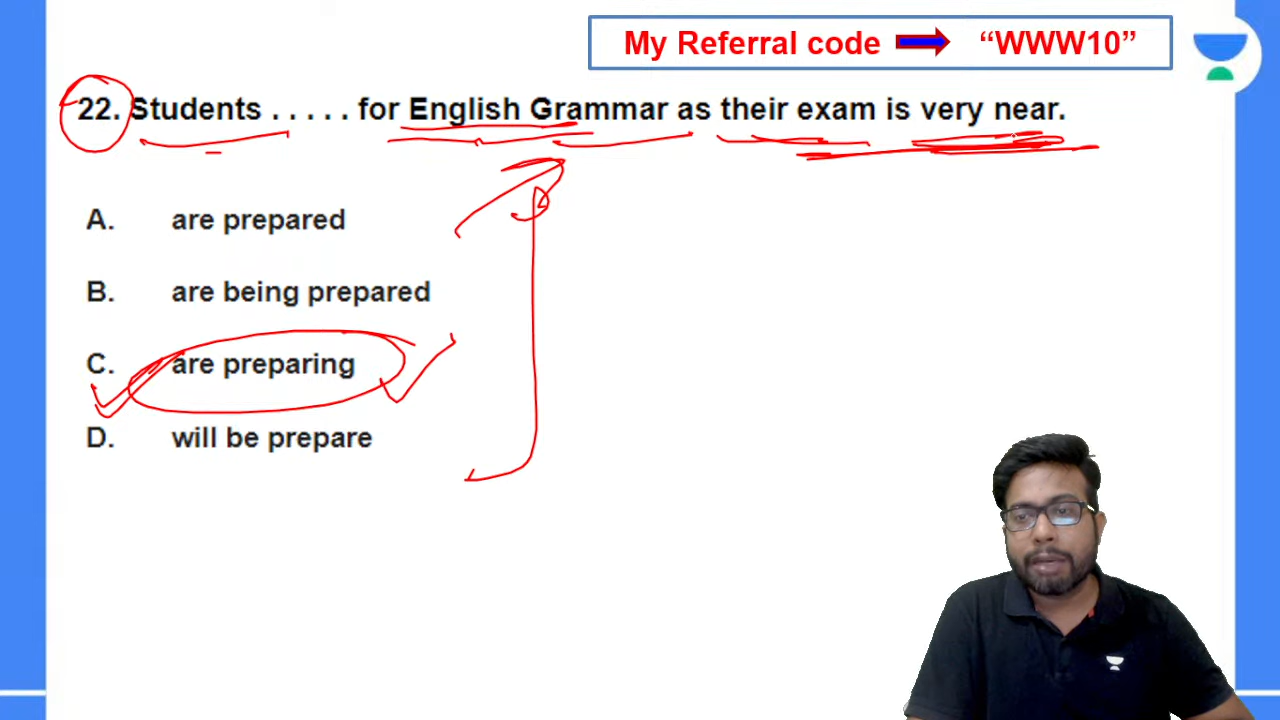 My Referral code “WWW10”
22. Students . . . . . for English Grammar as their exam is very near.
A. are prepared
B. are being prepared
C. are preparing
D. will be prepare